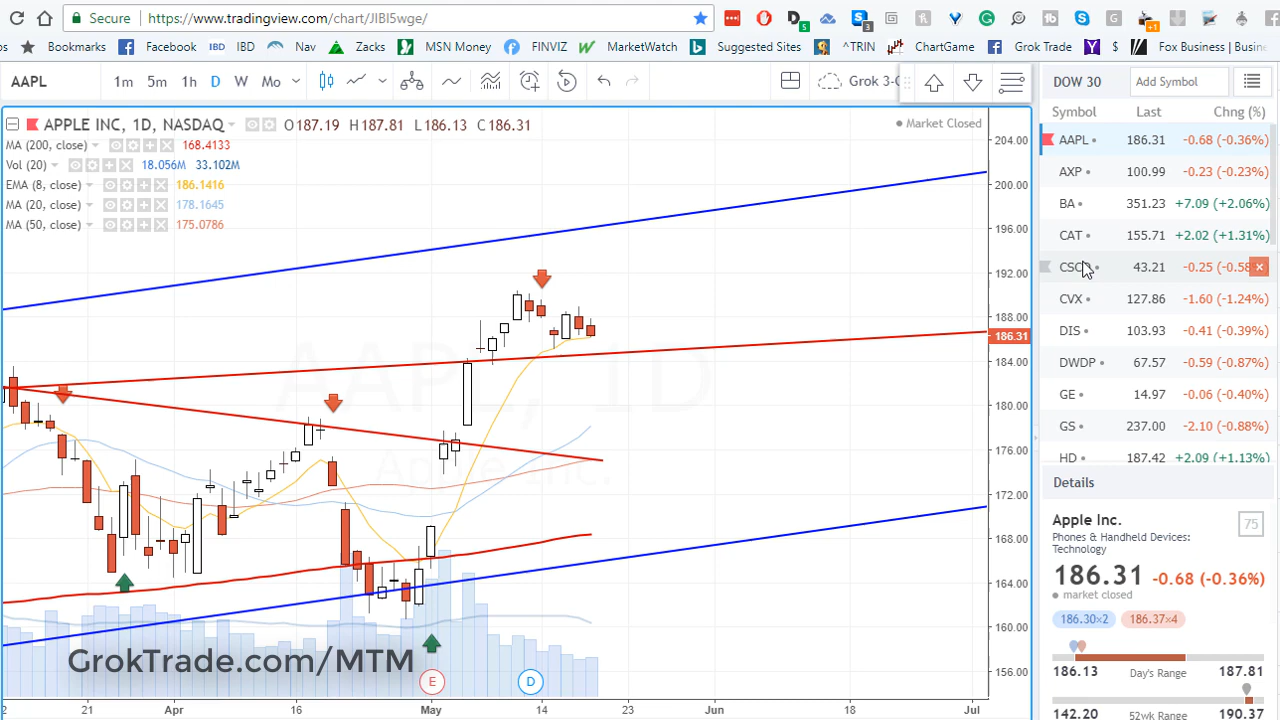 Secure https://www.tradingview.com/chart/JIBI5wge/
Bookmarks Facebook IBD IBD Nav Zacks MSN Money FINVIZ MarketWatch Suggested Sites ^TRIN ChartGame Grok Trade $ Fox Business
AAPL 1m 5m 1h D W Mo
DOW 30 Add Symbol
Symbol Last Chng (%)
APPLE INC, 1D, NASDAQ O187.19 H187.81 L186.13 C186.31
Market Closed
MA (200, close) 168.4133
Vol (20) 18.056M 33.102M
EMA (8, close) 186.1416
MA (20, close) 178.1645
MA (50, close) 175.0786
204.00
200.00
196.00
192.00
188.00
186.31
184.00
180.00
176.00
172.00
168.00
164.00
160.00
156.00
AAPL, 1D
Apple Inc.
GrokTrade.com/MTM
E D
21 Apr 16 May 14 23 Jun 18 Jul
AAPL 186.31 -0.68 (-0.36%)
AXP 100.99 -0.23 (-0.23%)
BA 351.23 +7.09 (+2.06%)
CAT 155.71 +2.02 (+1.31%)
43.21 -0.25
CVX 127.86 -1.60 (-1.24%)
DIS 103.93 -0.41 (-0.39%)
DWDP 67.57 -0.59 (-0.87%)
GE 14.97 -0.06 (-0.40%)
GS 237.00 -2.10 (-0.88%)
HD 187.42 +2.09 (+1.13%)
Details
Apple Inc. 75
Phones & Handheld Devices:
Technology
186.31 -0.68 (-0.36%)
market closed
186.30×2 186.37×4
186.13 Day's Range 187.81
142.20 52wk Range 190.37